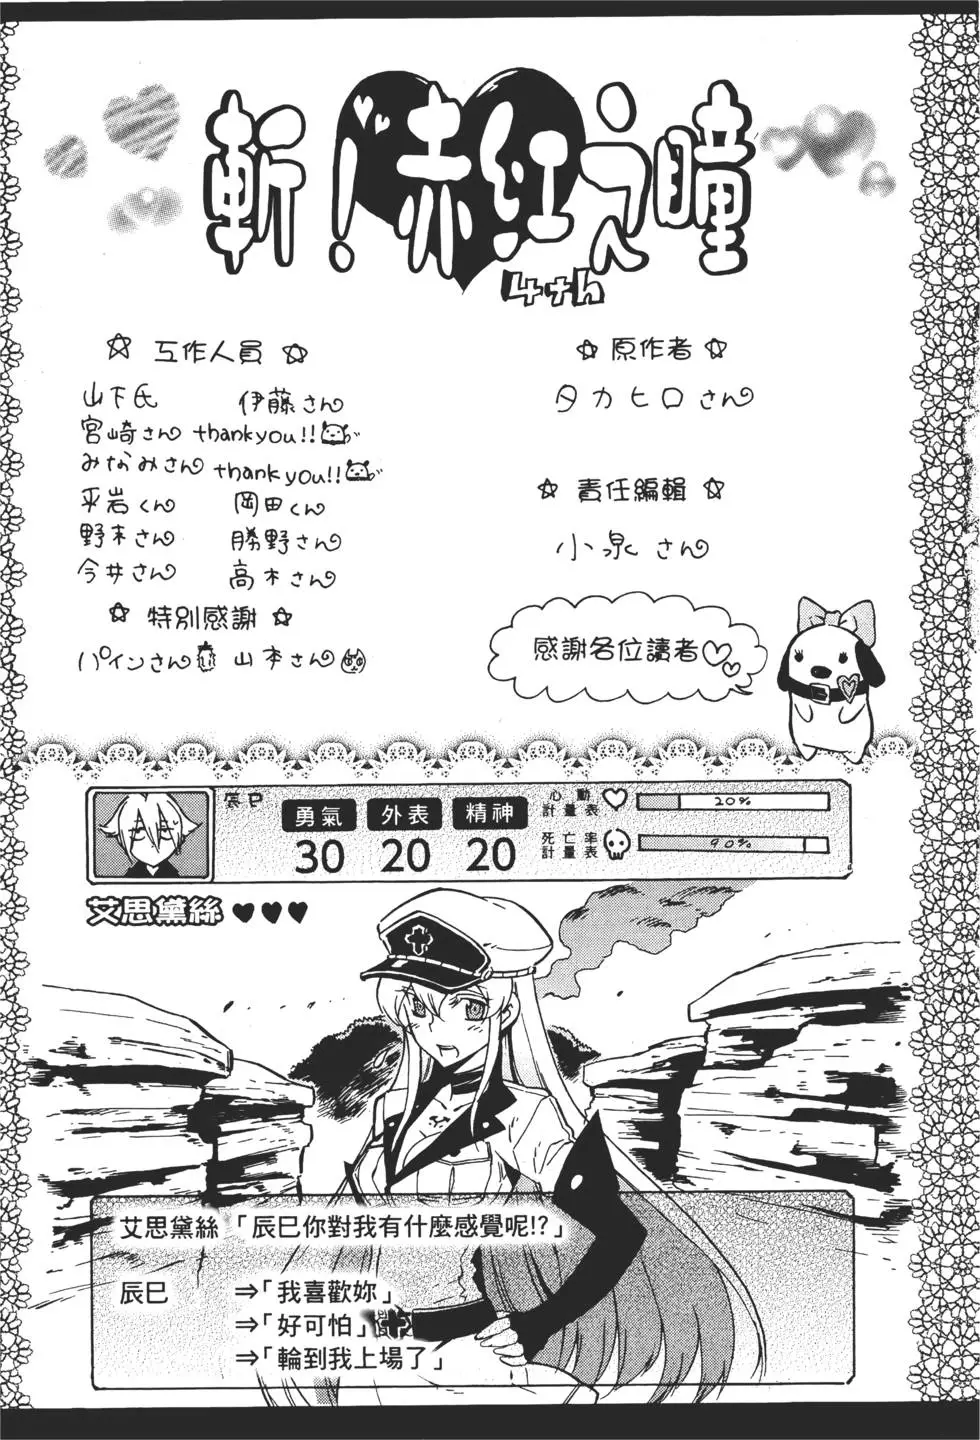 斬！赤紅之瞳
4th
☆ 工作人員 ☆
山下氏 伊藤さん
宮崎さん thank you!!
みなみさん thank you!!
平岩くん 岡田くん
野木さん 勝野さん
今井さん 高木さん
☆ 特別感謝 ☆
パインさん 山本さん
☆ 原作者 ☆
タカヒロさん
☆ 責任編輯 ☆
小泉さん
感謝各位讀者♡♡
辰巳
勇氣 外表 精神
30 20 20
心動計量表 20%
死亡率計量表 90%
艾思黛絲 ♥♥♥
艾思黛絲「辰巳你對我有什麼感覺呢!?」
辰巳 ⇒「我喜歡妳」
⇒「好可怕」
⇒「輪到我上場了」